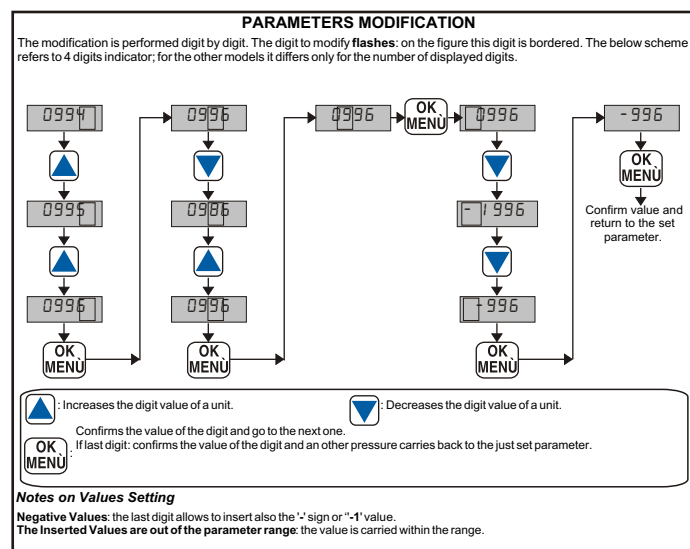 PARAMETERS MODIFICATION
The modification is performed digit by digit. The digit to modify flashes: on the figure this digit is bordered. The below scheme
refers to 4 digits indicator; for the other models it differs only for the number of displayed digits.
0994
0995
0996
OK
MENÙ
0996
0986
0996
OK
MENÙ
0996
OK
MENÙ
0996
-1996
-996
OK
MENÙ
-996
OK
MENÙ
Confirm value and
return to the set
parameter.
: Increases the digit value of a unit.
: Decreases the digit value of a unit.
OK
MENÙ
:
Confirms the value of the digit and go to the next one.
If last digit: confirms the value of the digit and an other pressure carries back to the just set parameter.
Notes on Values Setting
Negative Values: the last digit allows to insert also the '-' sign or "-1' value.
The Inserted Values are out of the parameter range: the value is carried within the range.